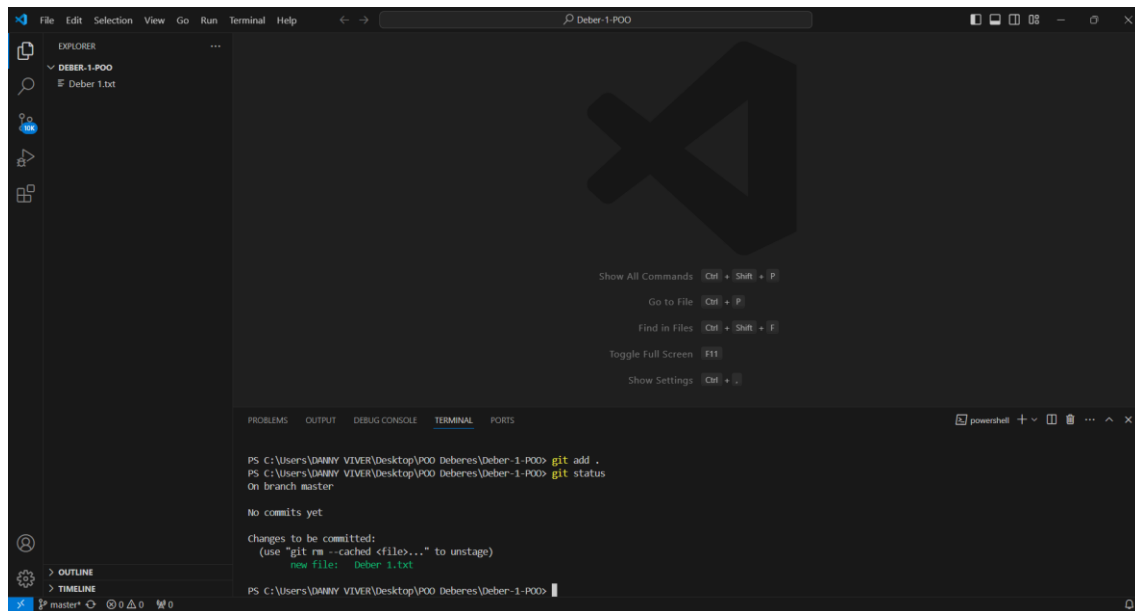 File Edit Selection View Go Run Terminal Help
Deber-1-POO
EXPLORER
DEBER-1-POO
Deber 1.txt
10K
Show All Commands Ctrl + Shift + P
Go to File Ctrl + P
Find in Files Ctrl + Shift + F
Toggle Full Screen F11
Show Settings Ctrl + ,
PROBLEMS OUTPUT DEBUG CONSOLE TERMINAL PORTS
powershell
PS C:\Users\DANNY VIVER\Desktop\POO Deberes\Deber-1-POO> git add .
PS C:\Users\DANNY VIVER\Desktop\POO Deberes\Deber-1-POO> git status
On branch master
No commits yet
Changes to be committed:
(use "git rm --cached <file>..." to unstage)
new file: Deber 1.txt
PS C:\Users\DANNY VIVER\Desktop\POO Deberes\Deber-1-POO>
OUTLINE
TIMELINE
master* 0 0 0